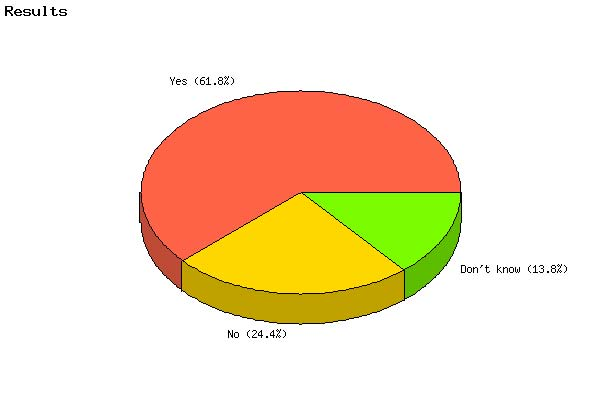 Results
Yes (61.8%)
Don't know (13.8%)
No (24.4%)